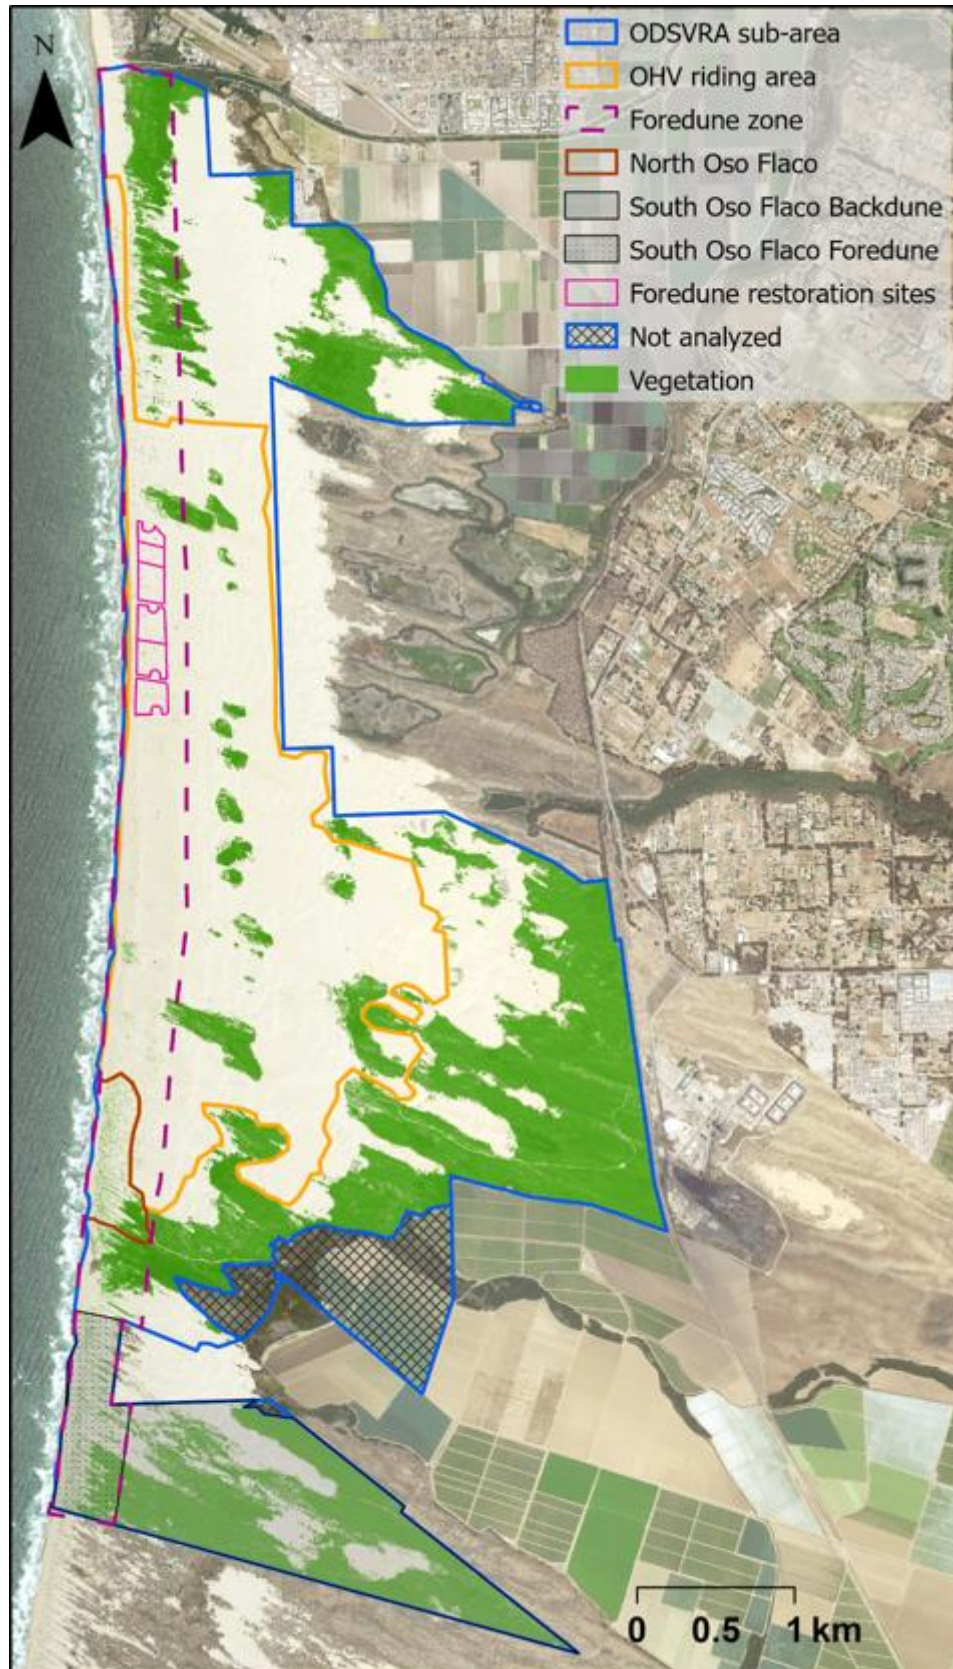 N
ODSVRA sub-area
OHV riding area
Foredune zone
North Oso Flaco
South Oso Flaco Backdune
South Oso Flaco Foredune
Foredune restoration sites
Not analyzed
Vegetation
0 0.5 1 km